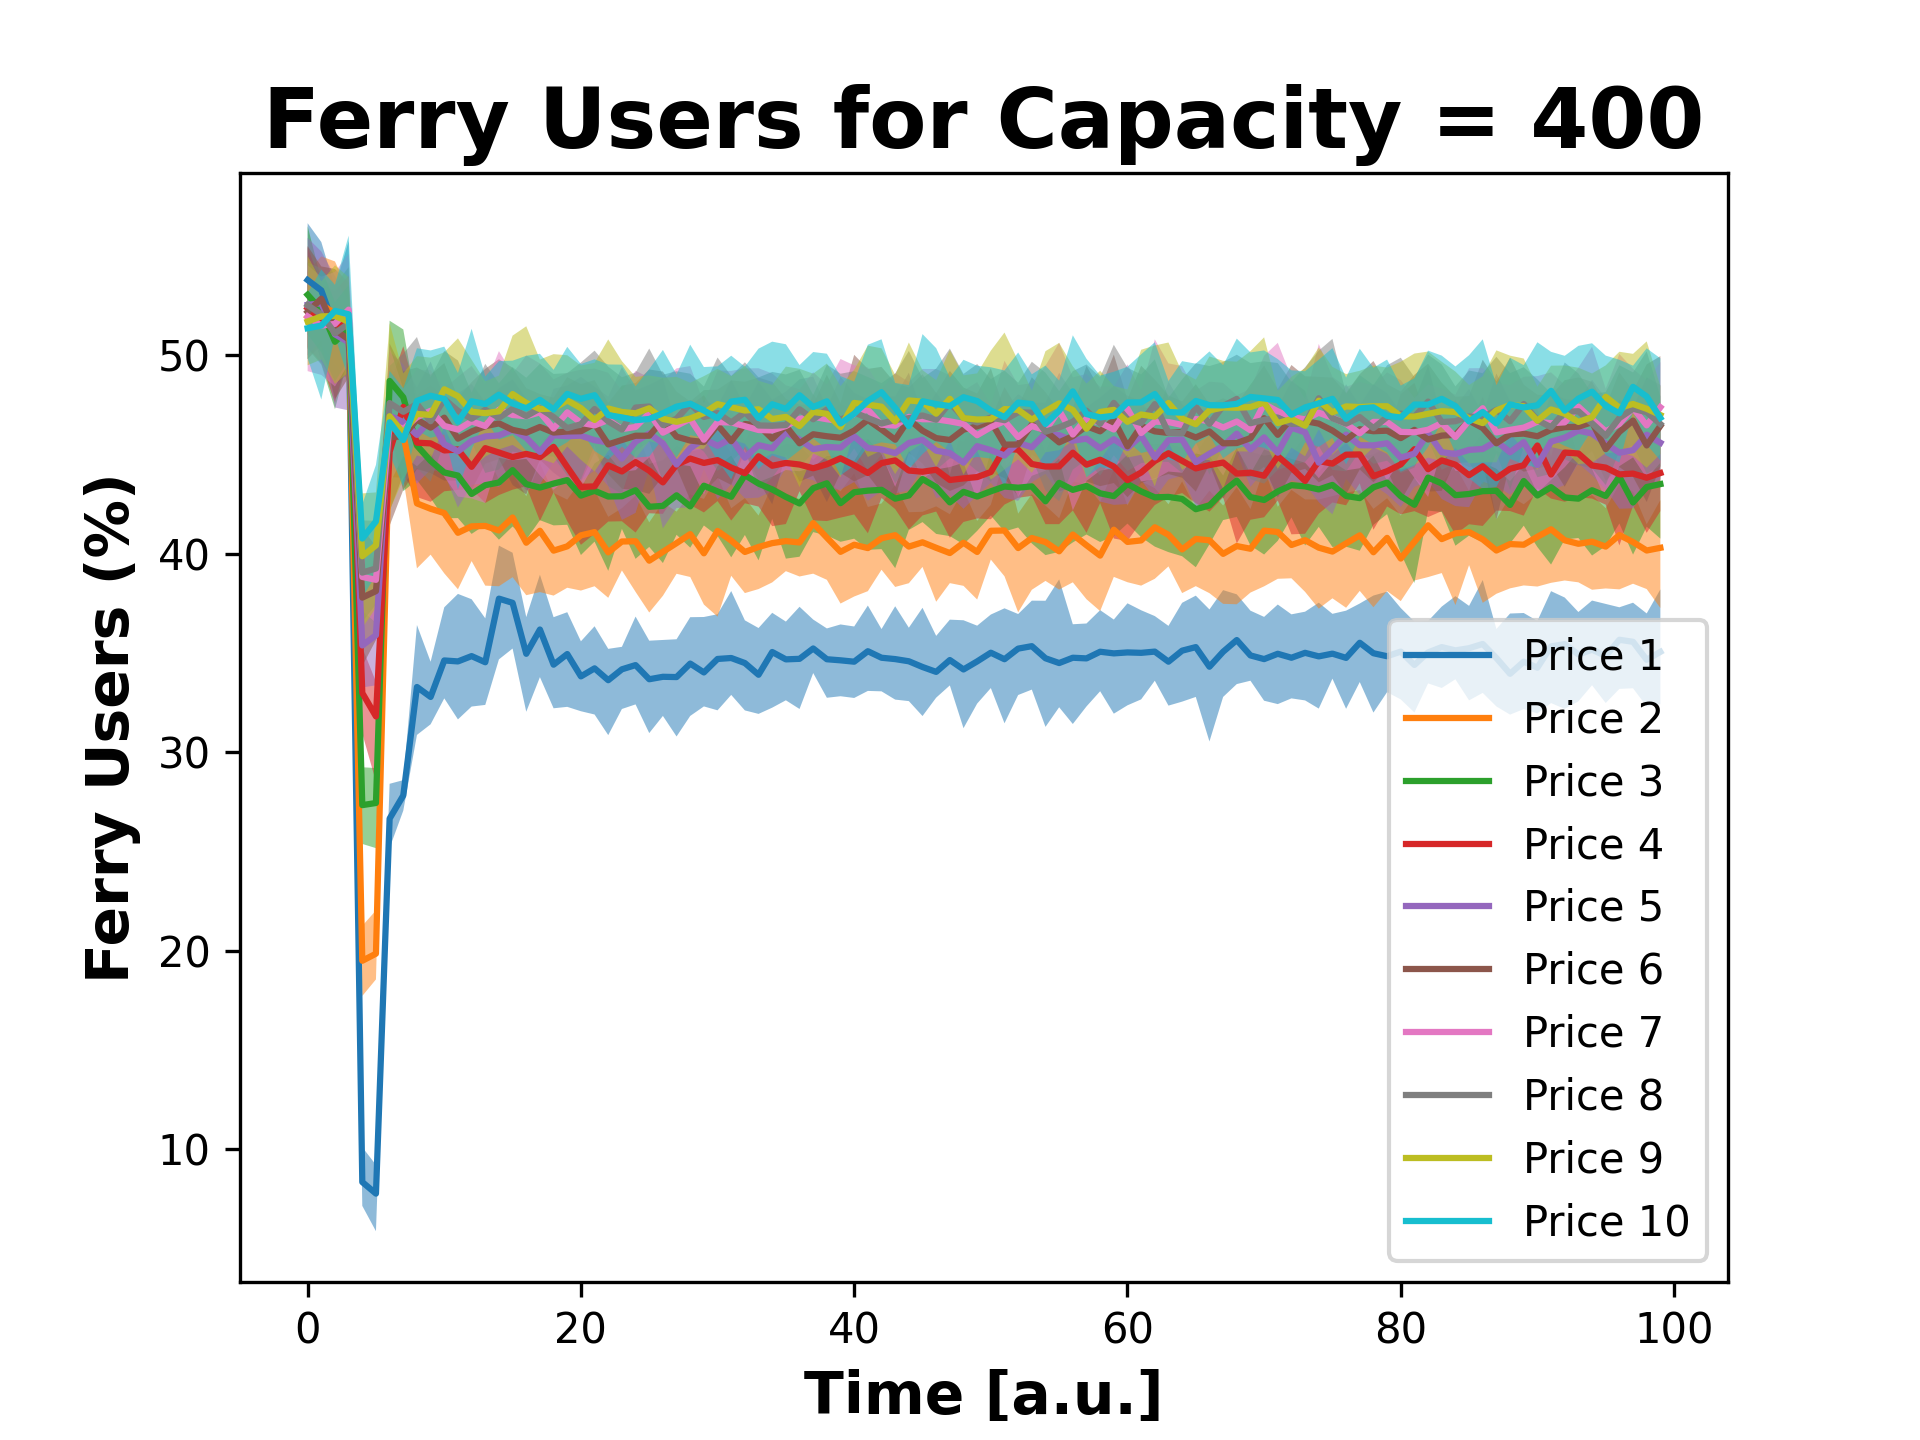 Ferry Users for Capacity = 400
Ferry Users (%)
50
40
30
20
10
Price 1
Price 2
Price 3
Price 4
Price 5
Price 6
Price 7
Price 8
Price 9
Price 10
0 20 40 60 80 100
Time [a.u.]